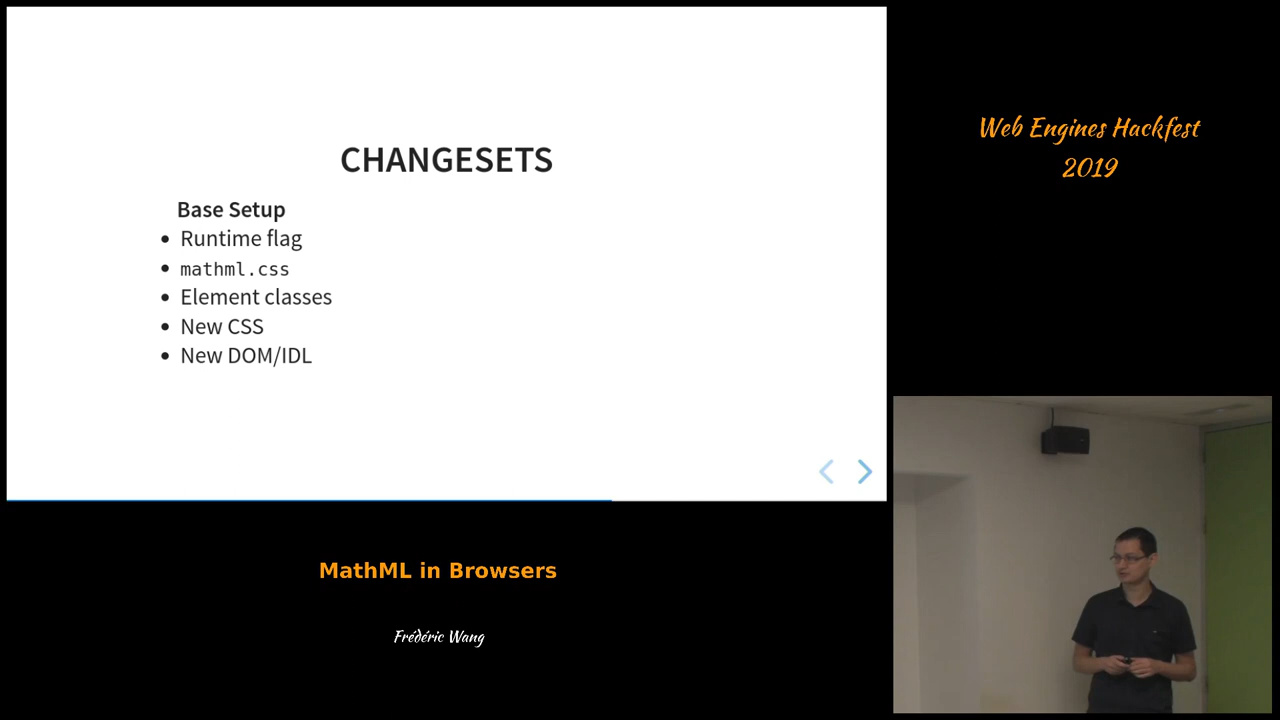 CHANGESETS
Base Setup
Runtime flag
mathml.css
Element classes
New CSS
New DOM/IDL
Web Engines Hackfest
2019
MathML in Browsers
Frédéric Wang